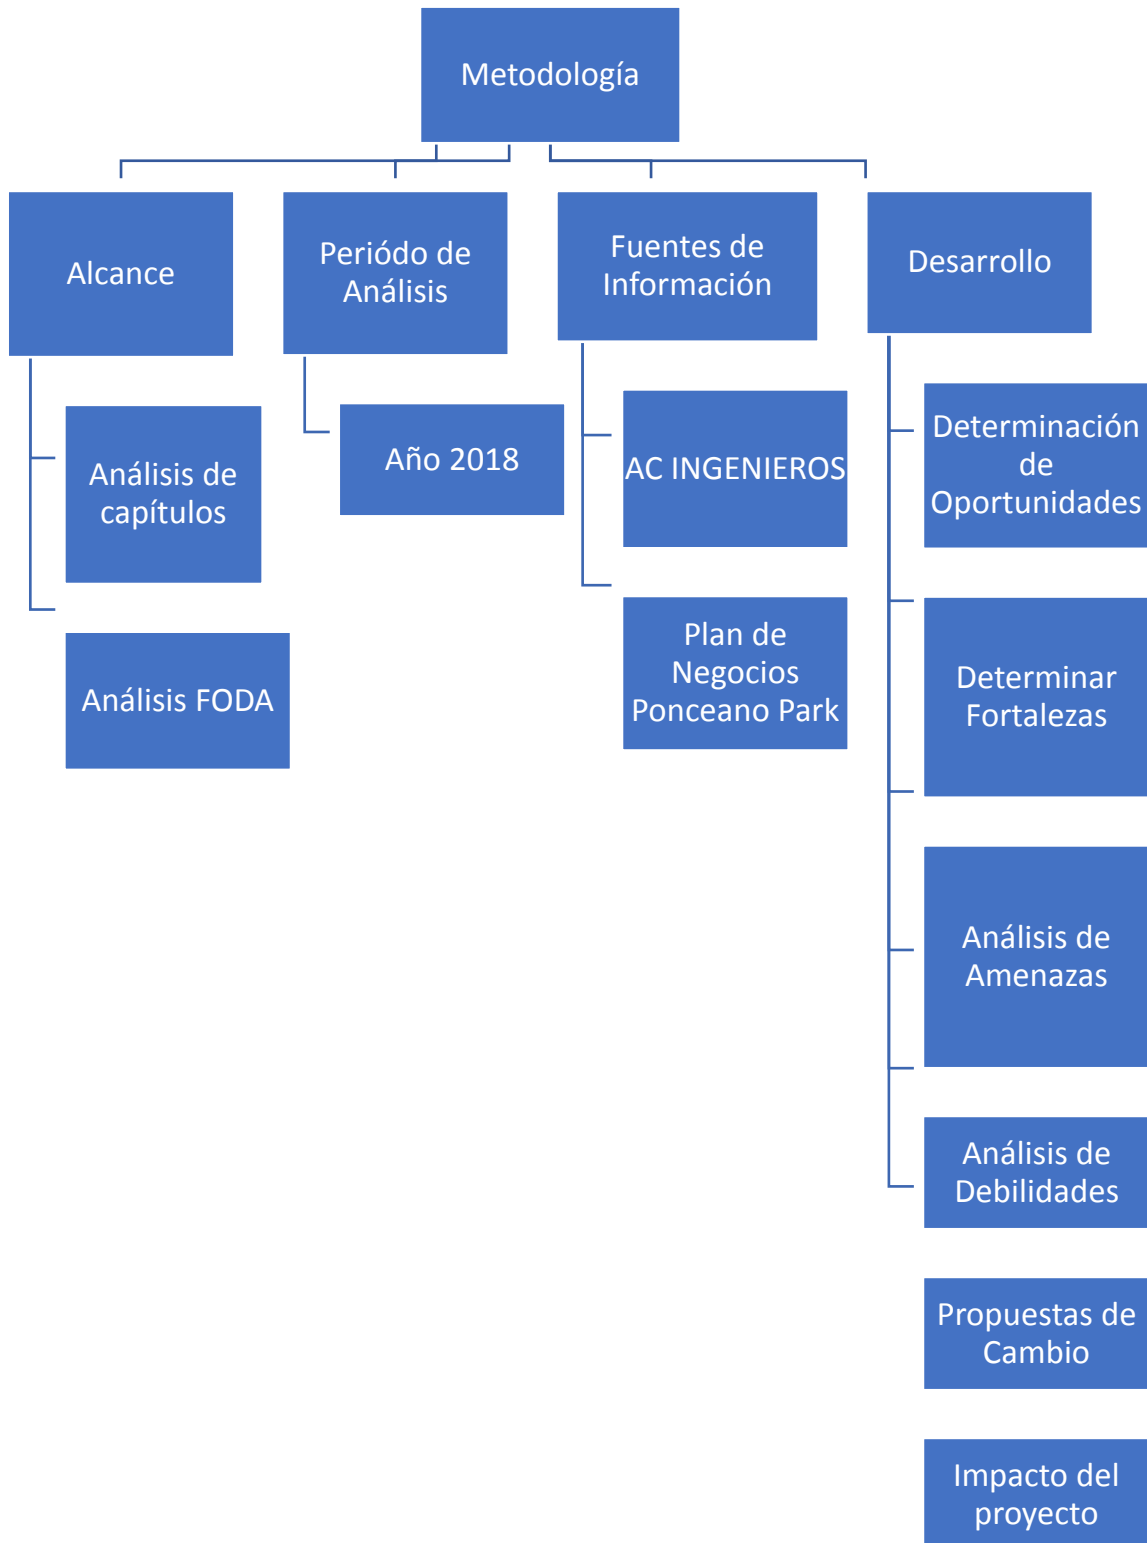 Metodología
Alcance
Análisis de
capítulos
Análisis FODA
Periódo de
Análisis
Año 2018
Fuentes de
Información
AC INGENIEROS
Plan de
Negocios
Ponceano Park
Desarrollo
Determinación
de
Oportunidades
Determinar
Fortalezas
Análisis de
Amenazas
Análisis de
Debilidades
Propuestas de
Cambio
Impacto del
proyecto